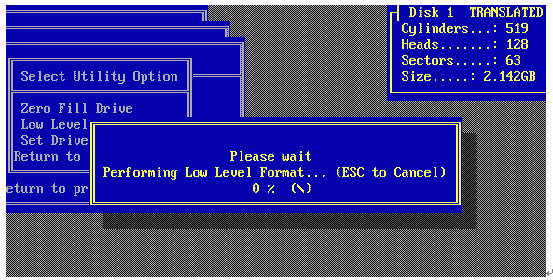 Disk 1 TRANSLATED
Cylinders...: 519
Heads.......: 128
Sectors.....: 63
Size.....: 2.142GB
Select Utility Option
Zero Fill Drive
Low Level
Set Drive
Return to
eturn to pr
Please wait
Performing Low Level Format... (ESC to Cancel)
0 % (\)